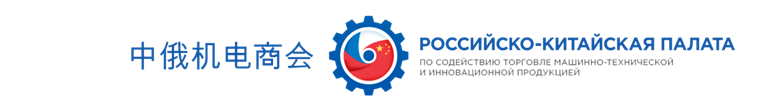 中俄机电商会
РОССИЙСКО-КИТАЙСКАЯ ПАЛАТА
ПО СОДЕЙСТВИЮ ТОРГОВЛЕ МАШИННО-ТЕХНИЧЕСКОЙ
И ИННОВАЦИОННОЙ ПРОДУКЦИЕЙ